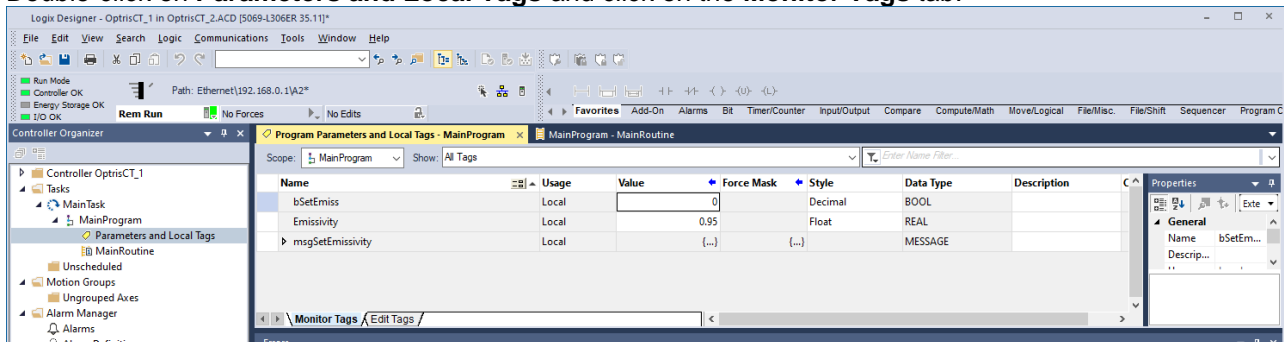 Double-click on Parameters and Local Tags and click on the Monitor Tags tab.
Logix Designer - OptrisCT_1 in OptrisCT_2.ACD [5069-L306ER 35.11]*
File Edit View Search Logic Communications Tools Window Help
Run Mode
Controller OK
Energy Storage OK
I/O OK
Path: Ethernet\192.168.0.1\A2*
Rem Run No Forces No Edits
Favorites Add-On Alarms Bit Timer/Counter Input/Output Compare Compute/Math Move/Logical File/Misc. File/Shift Sequencer Program C
Controller Organizer
Program Parameters and Local Tags - MainProgram MainProgram - MainRoutine
Scope: MainProgram Show: All Tags Enter Name Filter...
Controller OptrisCT_1
Tasks
MainTask
MainProgram
Parameters and Local Tags
MainRoutine
Unscheduled
Motion Groups
Ungrouped Axes
Alarm Manager
Alarms
Name Usage Value Force Mask Style Data Type Description C
bSetEmiss Local 0 Decimal BOOL
Emissivity Local 0.95 Float REAL
msgSetEmissivity Local {...} {...} MESSAGE
Monitor Tags Edit Tags
Properties
Exte
General
Name bSetEm...
Descrip...